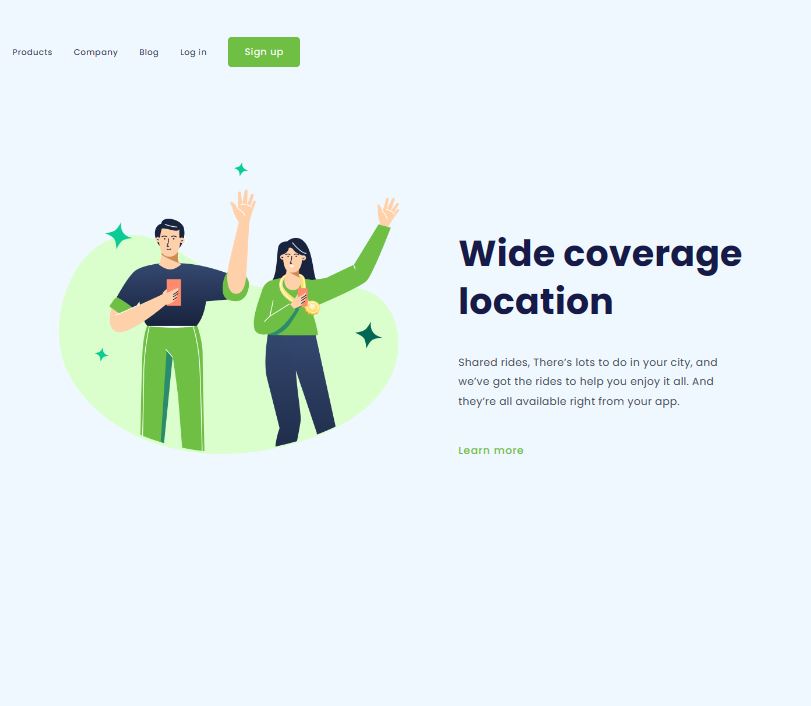 Products Company Blog Log in Sign up
Wide coverage
location
Shared rides, There’s lots to do in your city, and
we’ve got the rides to help you enjoy it all. And
they’re all available right from your app.
Learn more